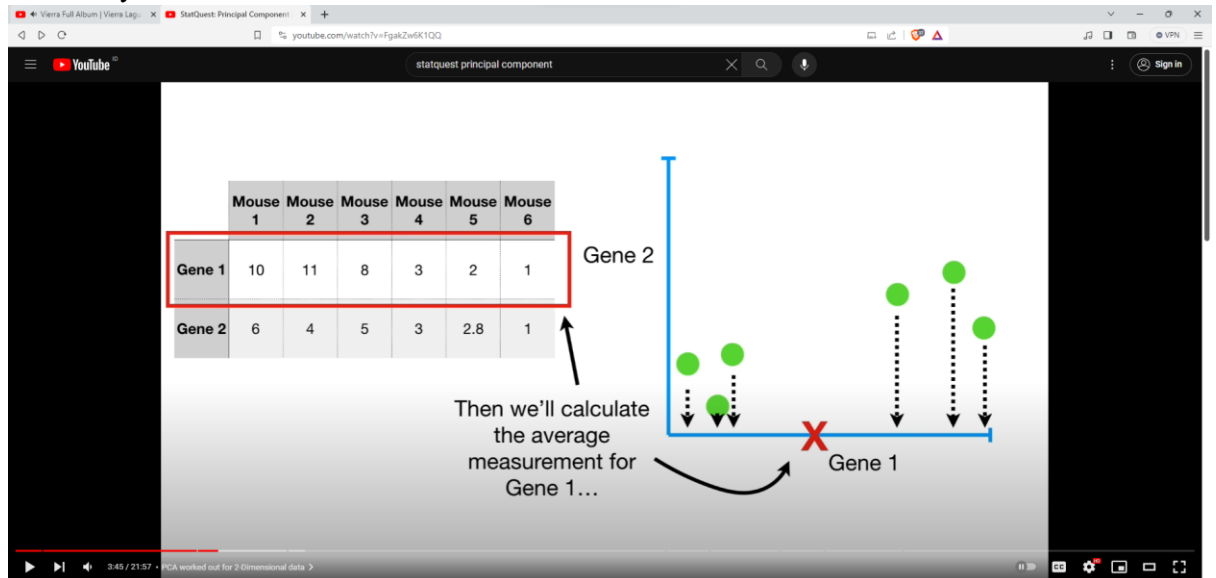 Vierra Full Album | Vierra Lagu
StatQuest: Principal Component
youtube.com/watch?v=FgakZw6K1QQ
VPN
YouTube ID
statquest principal component
Sign in
Mouse 1 Mouse 2 Mouse 3 Mouse 4 Mouse 5 Mouse 6
Gene 1 10 11 8 3 2 1
Gene 2 6 4 5 3 2.8 1
Gene 2
X
Gene 1
Then we'll calculate
the average
measurement for
Gene 1...
3:45 / 21:57 • PCA worked out for 2-Dimensional data >
CC
HD